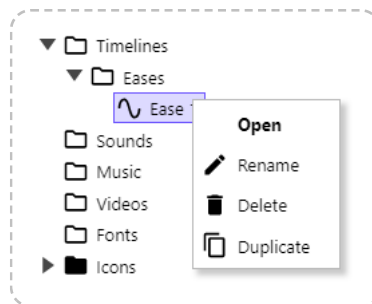 Timelines
Eases
Ease
Open
Sounds
Rename
Music
Delete
Videos
Fonts
Duplicate
Icons